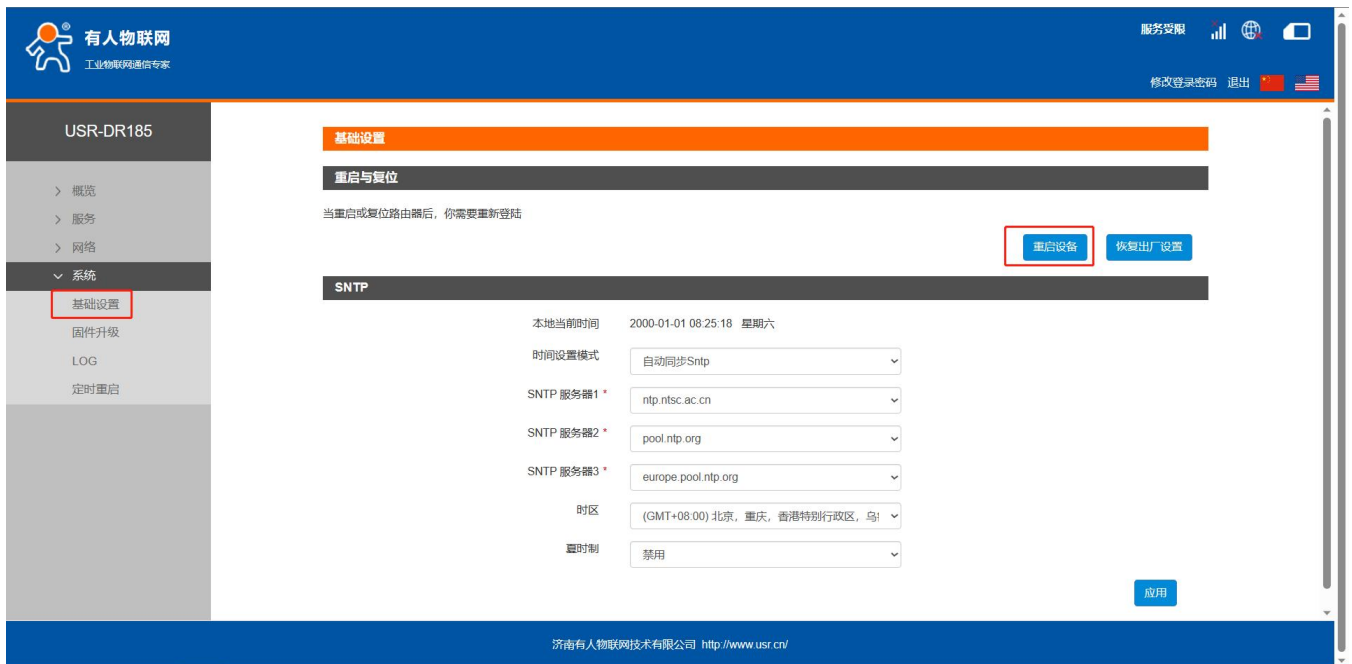 有人物联网
®
工业物联网通信专家
服务受限
修改登录密码 退出
USR-DR185
概览
服务
网络
系统
基础设置
固件升级
LOG
定时重启
基础设置
重启与复位
当重启或复位路由器后，你需要重新登陆
重启设备 恢复出厂设置
SNTP
本地当前时间 2000-01-01 08:25:18 星期六
时间设置模式 自动同步Sntp
SNTP 服务器1 * ntp.ntsc.ac.cn
SNTP 服务器2 * pool.ntp.org
SNTP 服务器3 * europe.pool.ntp.org
时区 (GMT+08:00) 北京，重庆，香港特别行政区，乌
夏时制 禁用
应用
济南有人物联网技术有限公司 http://www.usr.cn/